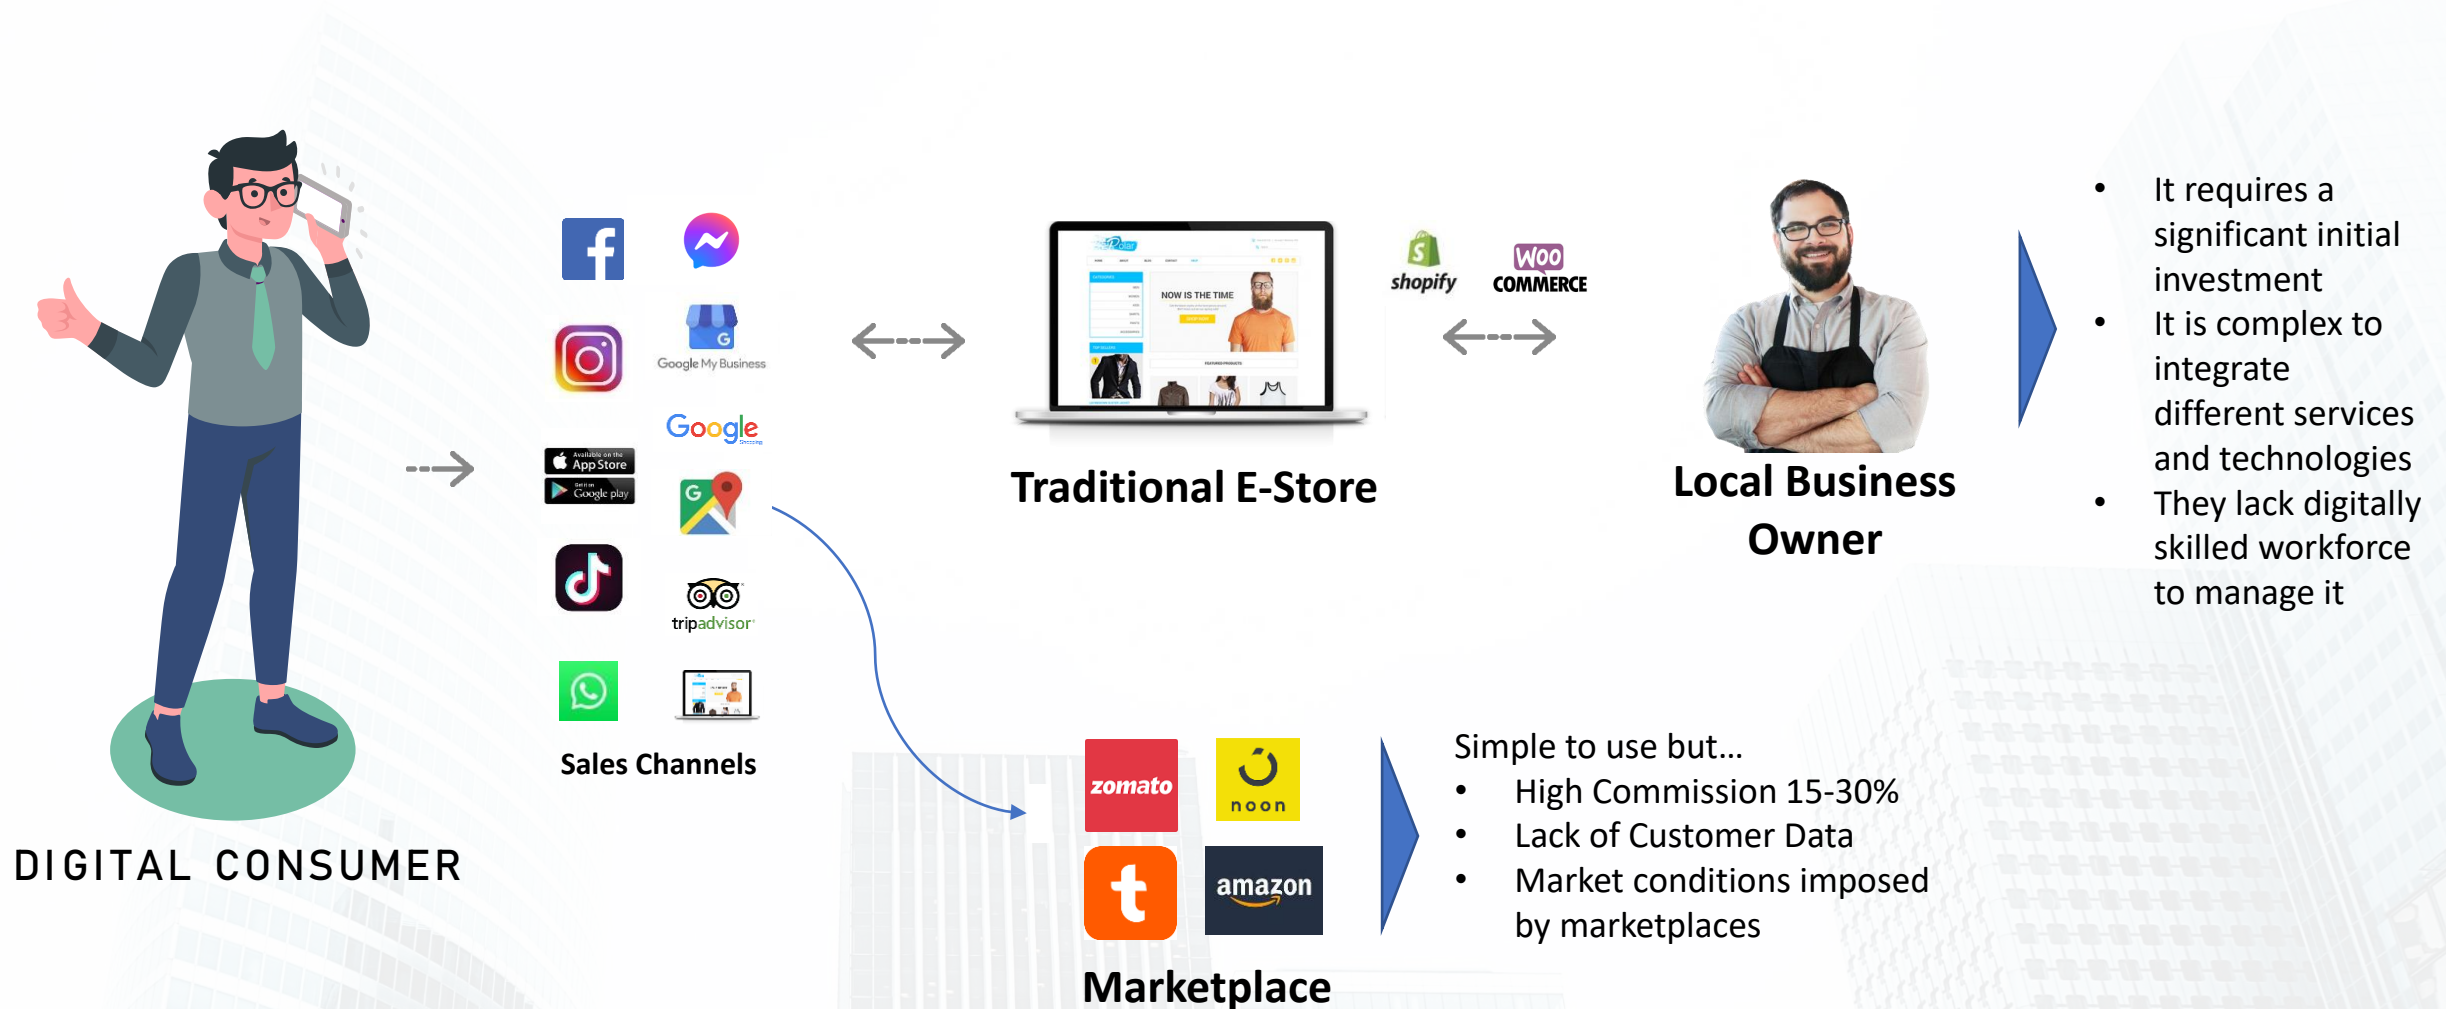 DIGITAL CONSUMER
Google My Business
Google
Shopping
Available on the
App Store
Get it on
Google play
tripadvisor
Sales Channels
NOW IS THE TIME
FEATURED PRODUCTS
Traditional E-Store
shopify
WOO
COMMERCE
Local Business
Owner
• It requires a
significant initial
investment
• It is complex to
integrate
different services
and technologies
• They lack digitally
skilled workforce
to manage it
zomato
noon
t
amazon
Marketplace
Simple to use but...
• High Commission 15-30%
• Lack of Customer Data
• Market conditions imposed
by marketplaces